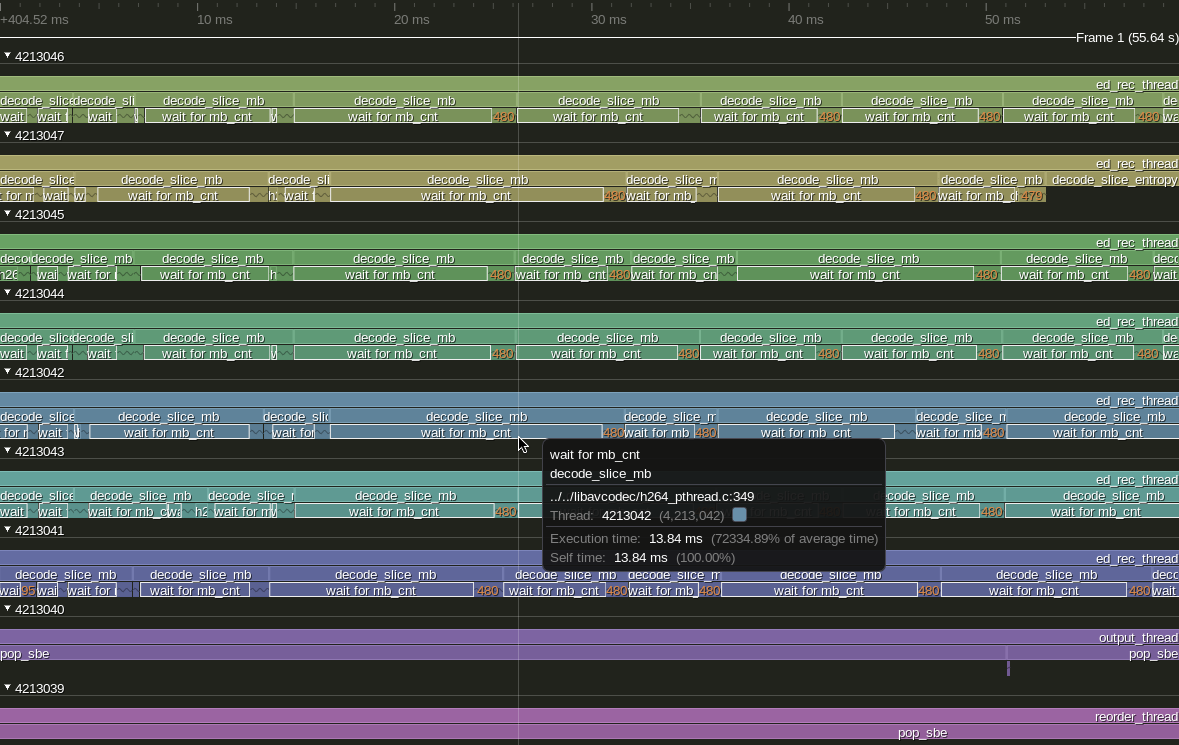 +404.52 ms 10 ms 20 ms 30 ms 40 ms 50 ms
Frame 1 (55.64 s)
4213046
ed_rec_thread
decode_slice decode_sli decode_slice_mb decode_slice_mb decode_slice_mb decode_slice_mb decode_slice_mb decode_slice_mb de
wait wait f wait wait for mb_cnt wait for mb_cnt 480 wait for mb_cnt wait for mb_cnt 480 wait for mb_cnt 480 wait for mb_cnt 480 wa
4213047
ed_rec_thread
decode_slice decode_slice_mb decode_sli decode_slice_mb decode_slice_m decode_slice_mb decode_slice_mb decode_slice_entropy
t for m wait w wait for mb_cnt h: wait f wait for mb_cnt 480 wait for mb_ wait for mb_cnt 480 wait for mb_c 479
4213045
ed_rec_thread
deco decode_slice_mb decode_slice_mb decode_slice_mb decode_slice_mb decode_slice_mb decode_slice_mb decode_slice_mb decc
h26 wai wait for wait for mb_cnt h wait for mb_cnt 480 wait for mb_cnt 480 wait for mb_cn wait for mb_cnt 480 wait for mb_cnt 480 wait
4213044
ed_rec_thread
decode_slice decode_sli decode_slice_mb decode_slice_mb decode_slice_mb decode_slice_mb decode_slice_mb decode_slice_mb de
wait wait f wait wait for mb_cnt wait for mb_cnt 480 wait for mb_cnt 480 wait for mb_cnt 480 wait for mb_cnt 480 wait for mb_cnt 480 wa
4213042
ed_rec_thread
decode_slice decode_slice_mb decode_slic decode_slice_mb decode_slice_m decode_slice_mb decode_slice_m decode_slice_mb
for wait wait for mb_cnt wait for wait for mb_cnt 480 wait for mb 480 wait for mb_cnt wait for mb 480 wait for mb_cnt
4213043
ed_rec_thread
decode_slice decode_slice_mb decode_slice_r decode_slice_mb decode_slice_mb decode_slice_mb
wait wait wait for mb_c wa: h2 wait for m wait for mb_cnt 480 wait for mb_cnt 480 wait for mb_cnt
wait for mb_cnt
decode_slice_mb
../../libavcodec/h264_pthread.c:349
Thread: 4213042 (4,213,042)
Execution time: 13.84 ms (72334.89% of average time)
Self time: 13.84 ms (100.00%)
4213041
ed_rec_thread
decode_slice_mb decode_slice_mb decode_slice_mb decode_slice_mb decode_slice_m decode_slice_mb decode_slice_mb decc
wai 95 wai wait for wait for mb_cnt wait for mb_cnt 480 wait for mb_cnt 480 wait for mb_ 480 wait for mb_cnt 480 wait for mb_cnt 480 wait
4213040
output_thread
pop_sbe pop_sbe
4213039
reorder_thread
pop_sbe